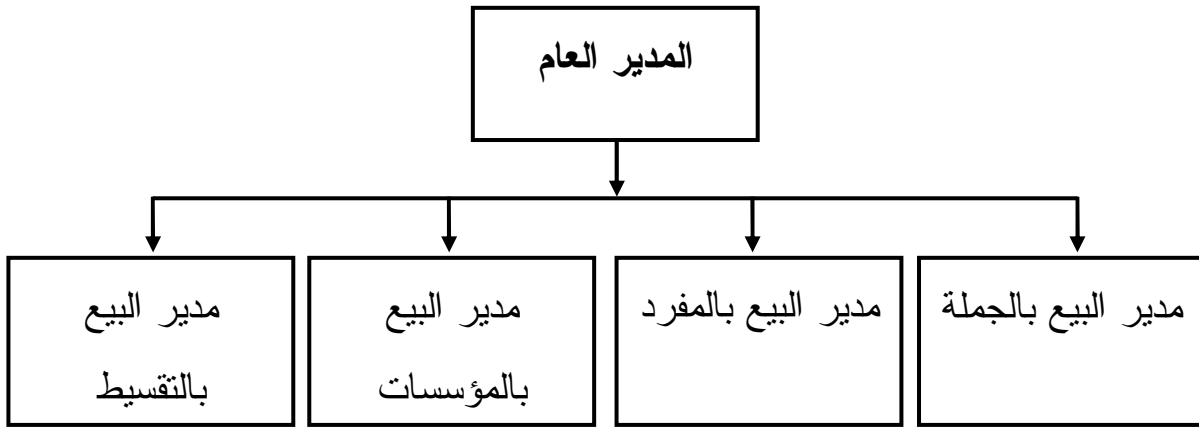 المدير العام
مدير البيع بالجملة
مدير البيع بالمفرد
مدير البيع
بالمؤسسات
مدير البيع
بالتقسيط